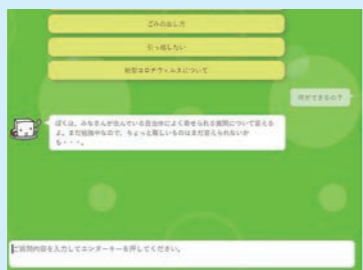 ごみの出し方
引っ越したい
新型コロナウィルスについて
何ができるの？
ぼくは、みなさんが住んでいる自治体によく寄せられる質問について答える
よ。まだ勉強中なので、ちょっと難しいものはまだ答えられないか
も・・・。
ご質問内容を入力してエンターキーを押してください。